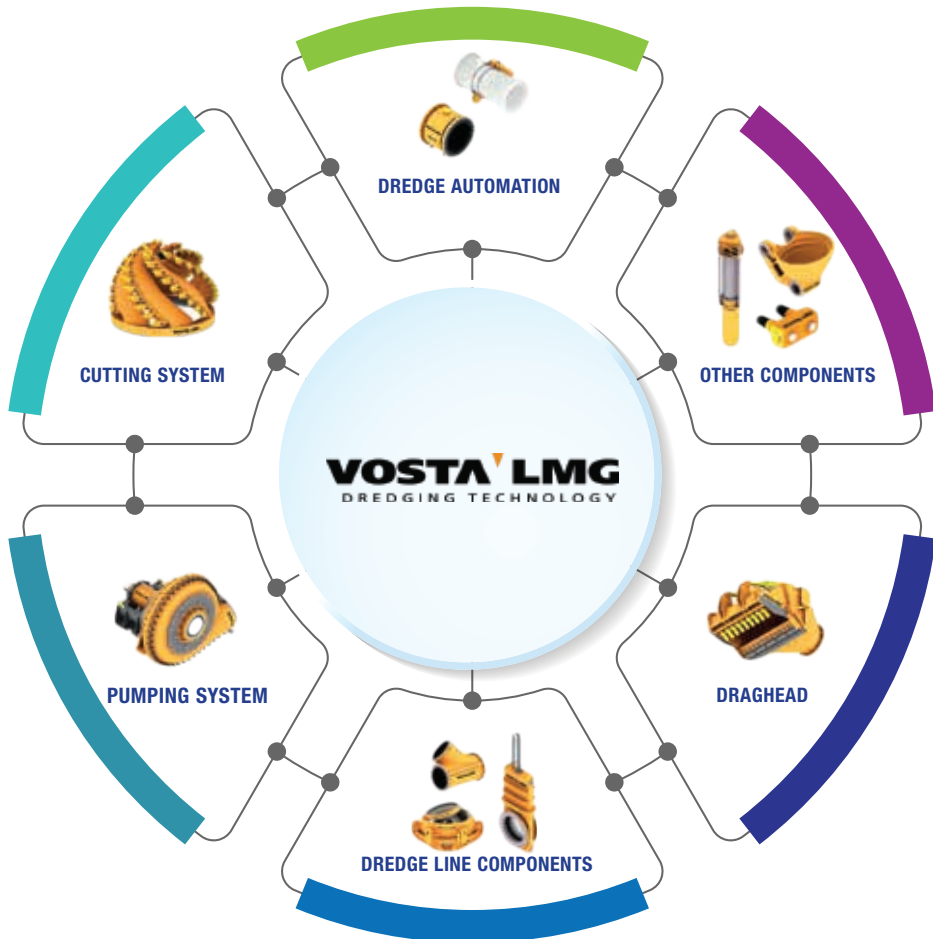 DREDGE AUTOMATION
CUTTING SYSTEM
OTHER COMPONENTS
VOSTA LMG
DREDGING TECHNOLOGY
PUMPING SYSTEM
DRAGHEAD
DREDGE LINE COMPONENTS